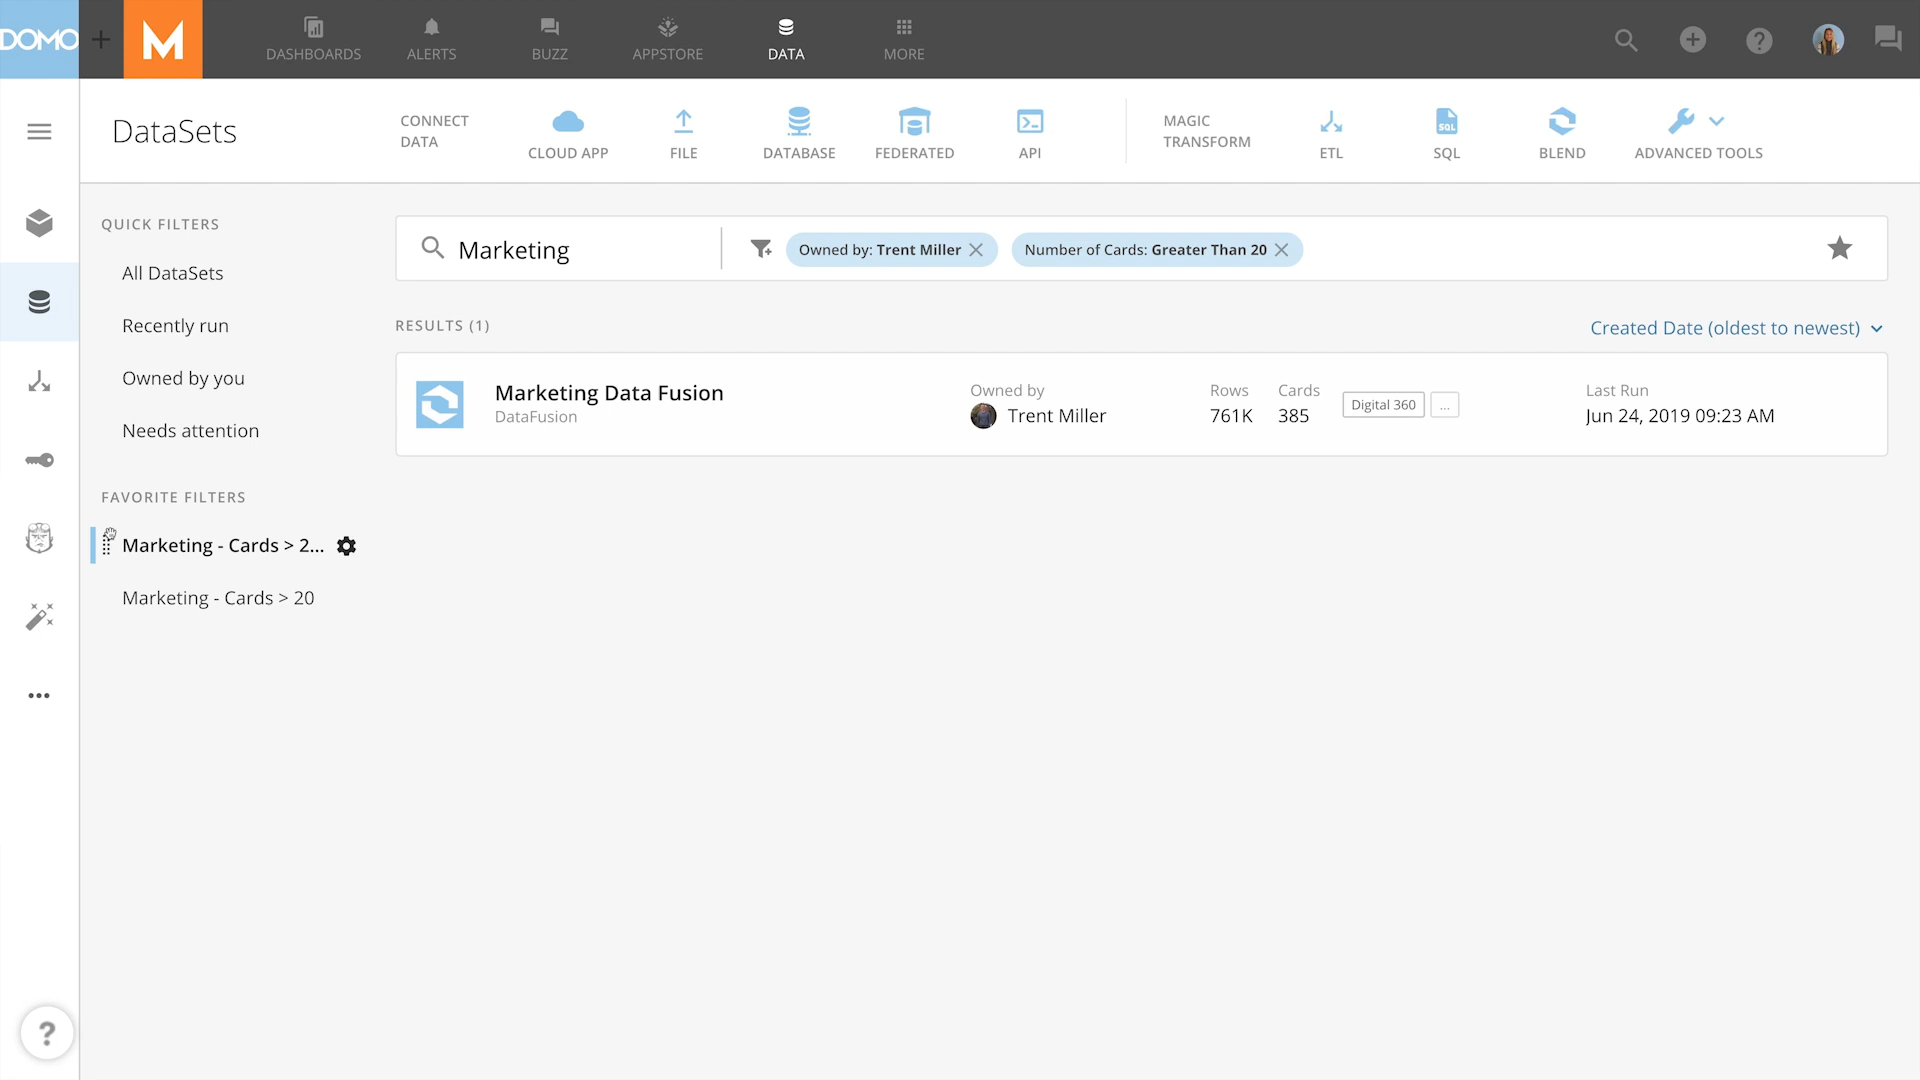 DOMO
M
DASHBOARDS
ALERTS
BUZZ
APPSTORE
DATA
MORE
DataSets
CONNECT
DATA
CLOUD APP
FILE
DATABASE
FEDERATED
API
MAGIC
TRANSFORM
ETL
SQL
SQL
BLEND
ADVANCED TOOLS
QUICK FILTERS
All DataSets
Recently run
Owned by you
Needs attention
FAVORITE FILTERS
Marketing - Cards > 2...
Marketing - Cards > 20
Marketing
Owned by: Trent Miller
Number of Cards: Greater Than 20
RESULTS (1)
Created Date (oldest to newest)
Marketing Data Fusion
DataFusion
Owned by
Trent Miller
Rows
761K
Cards
385
Digital 360
...
Last Run
Jun 24, 2019 09:23 AM
?